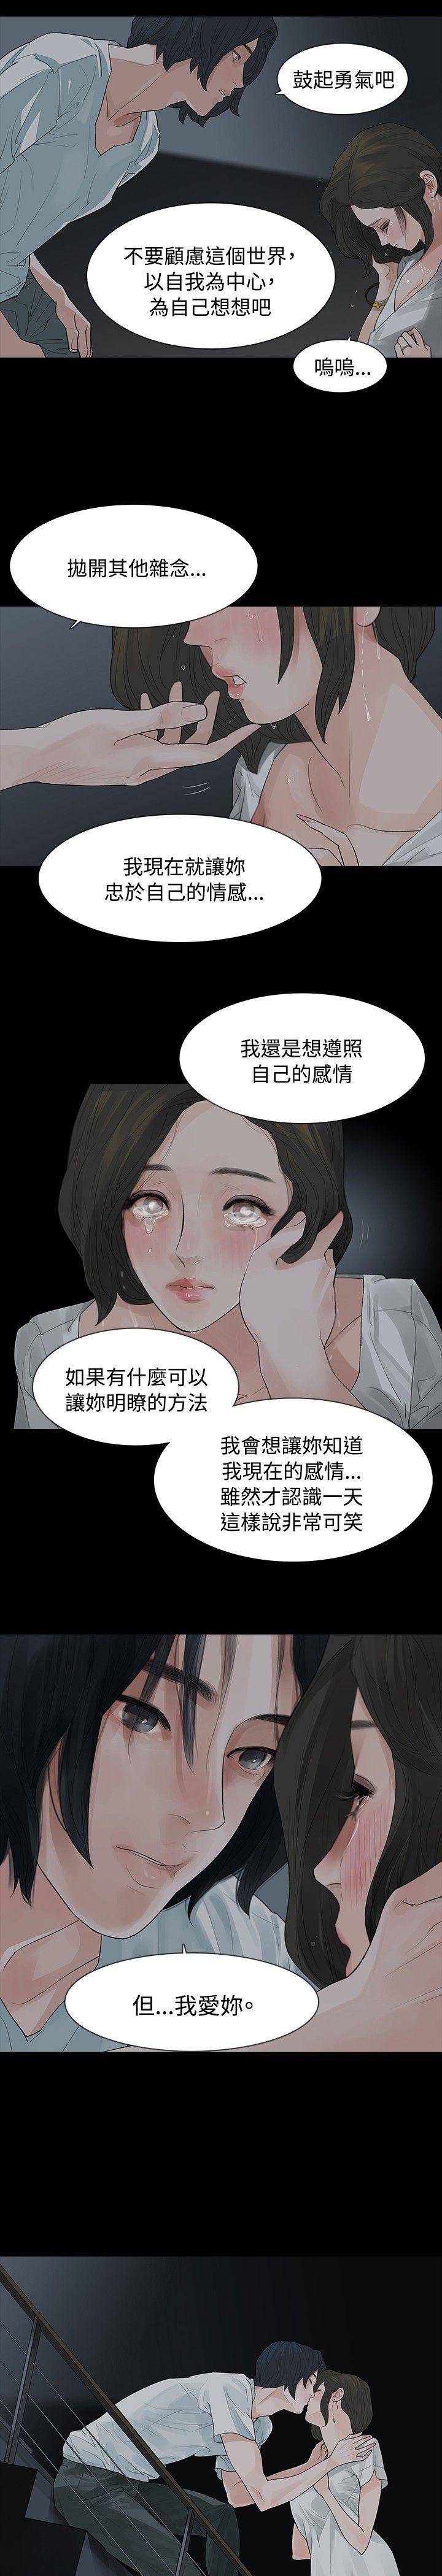 鼓起勇氣吧
不要顧慮這個世界，
以自我為中心，
為自己想想吧
嗚嗚...
拋開其他雜念...
我現在就讓妳
忠於自己的情感...
我還是想遵照
自己的感情
如果有什麼可以
讓妳明瞭的方法
我會想讓妳知道
我現在的感情...
雖然才認識一天
這樣說非常可笑
但...我愛妳。